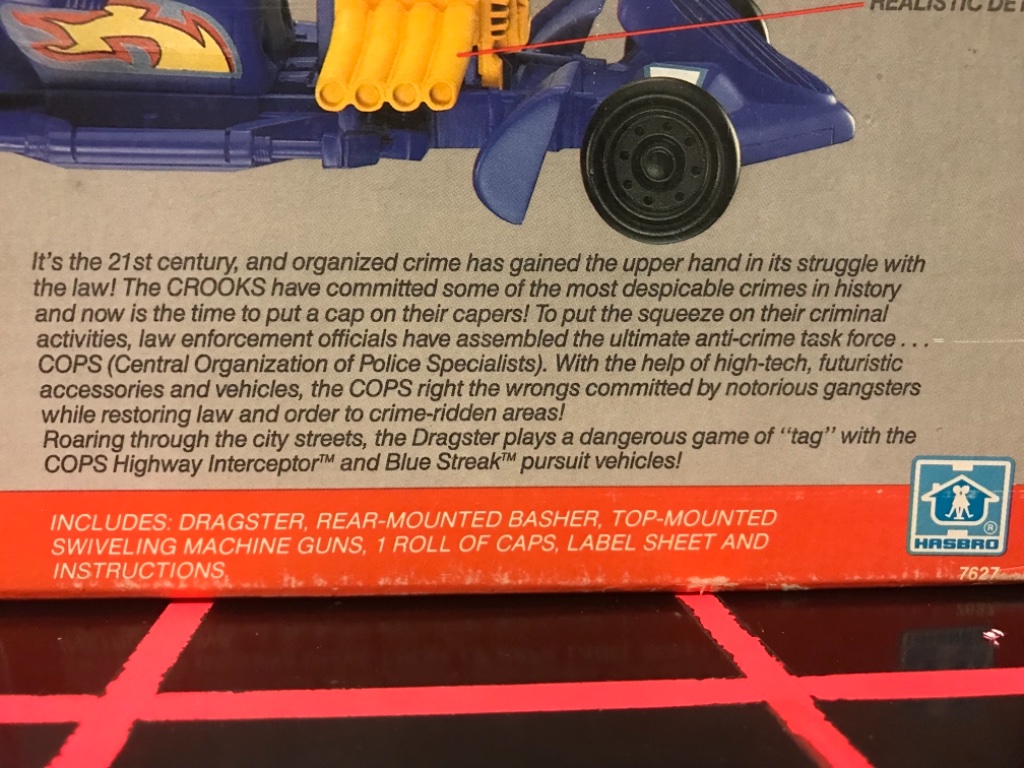 REALISTIC DET
It's the 21st century, and organized crime has gained the upper hand in its struggle with
the law! The CROOKS have committed some of the most despicable crimes in history
and now is the time to put a cap on their capers! To put the squeeze on their criminal
activities, law enforcement officials have assembled the ultimate anti-crime task force . . .
COPS (Central Organization of Police Specialists). With the help of high-tech, futuristic
accessories and vehicles, the COPS right the wrongs committed by notorious gangsters
while restoring law and order to crime-ridden areas!
Roaring through the city streets, the Dragster plays a dangerous game of "tag" with the
COPS Highway Interceptor™ and Blue Streak™ pursuit vehicles!
INCLUDES: DRAGSTER, REAR-MOUNTED BASHER, TOP-MOUNTED
SWIVELING MACHINE GUNS, 1 ROLL OF CAPS, LABEL SHEET AND
INSTRUCTIONS.
®
HASBRO
7627